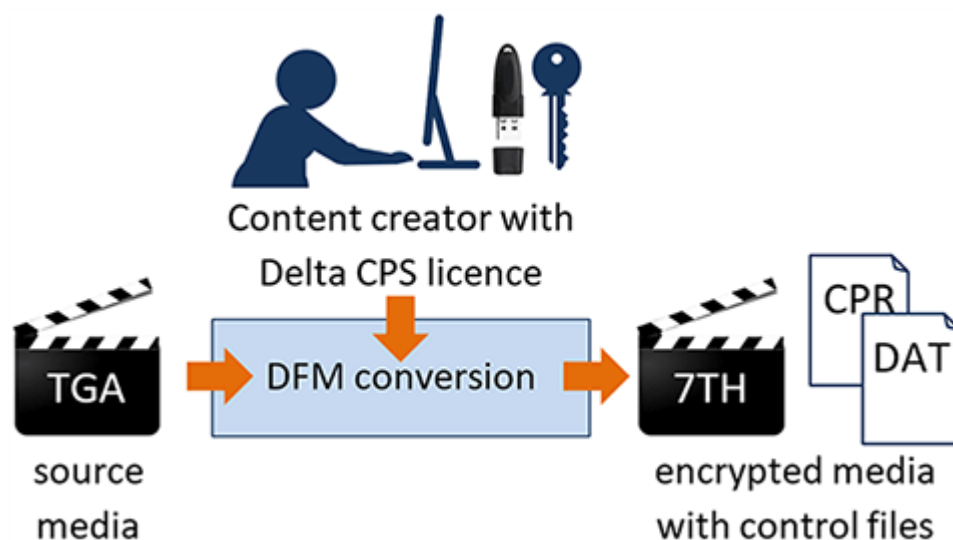 Content creator with
Delta CPS licence
TGA
DFM conversion
7TH
CPR
DAT
source
media
encrypted media
with control files